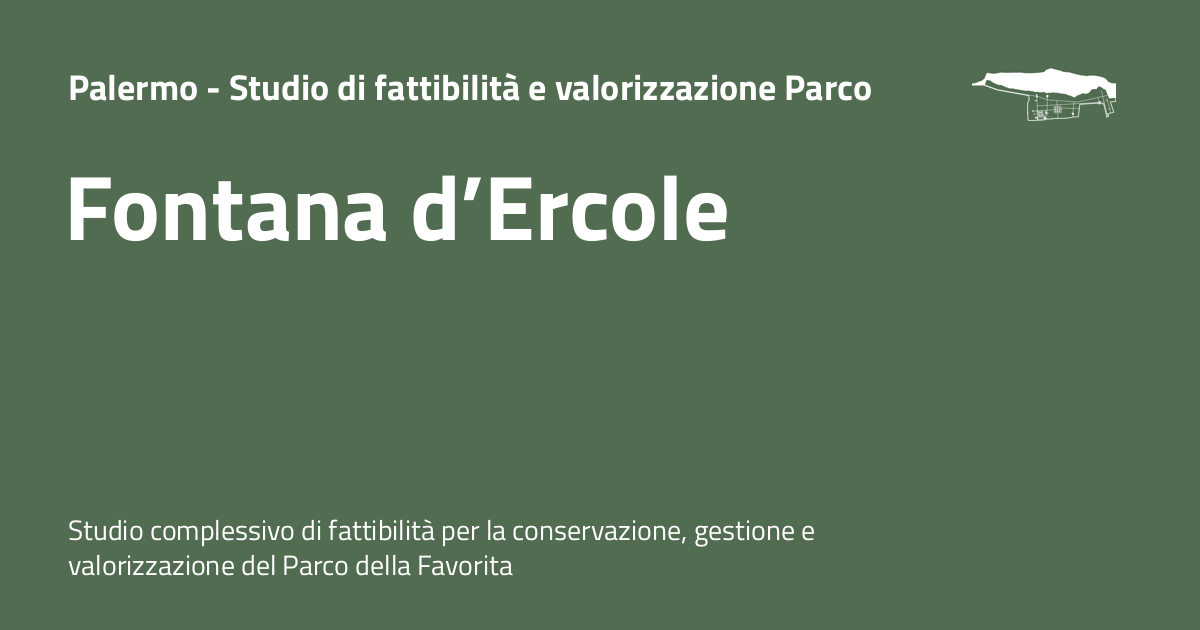 Palermo - Studio di fattibilità e valorizzazione Parco
Fontana d’Ercole
Studio complessivo di fattibilità per la conservazione, gestione e
valorizzazione del Parco della Favorita